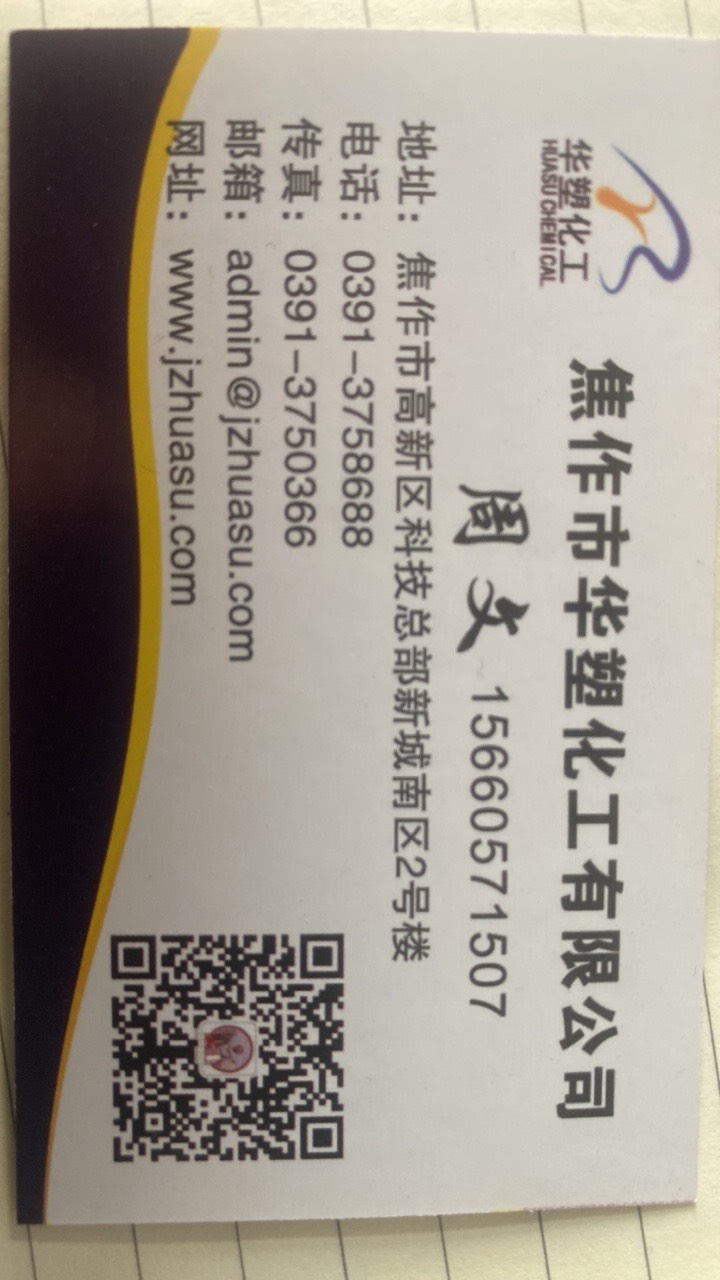 华塑化工
HUASU CHEMICAL
焦作市华塑化工有限公司
周文 15660571507
地址：焦作市高新区科技总部新城南区2号楼
电话：0391-3758688
传真：0391-3750366
邮箱：admin@jzhuasu.com
网址：www.jzhuasu.com